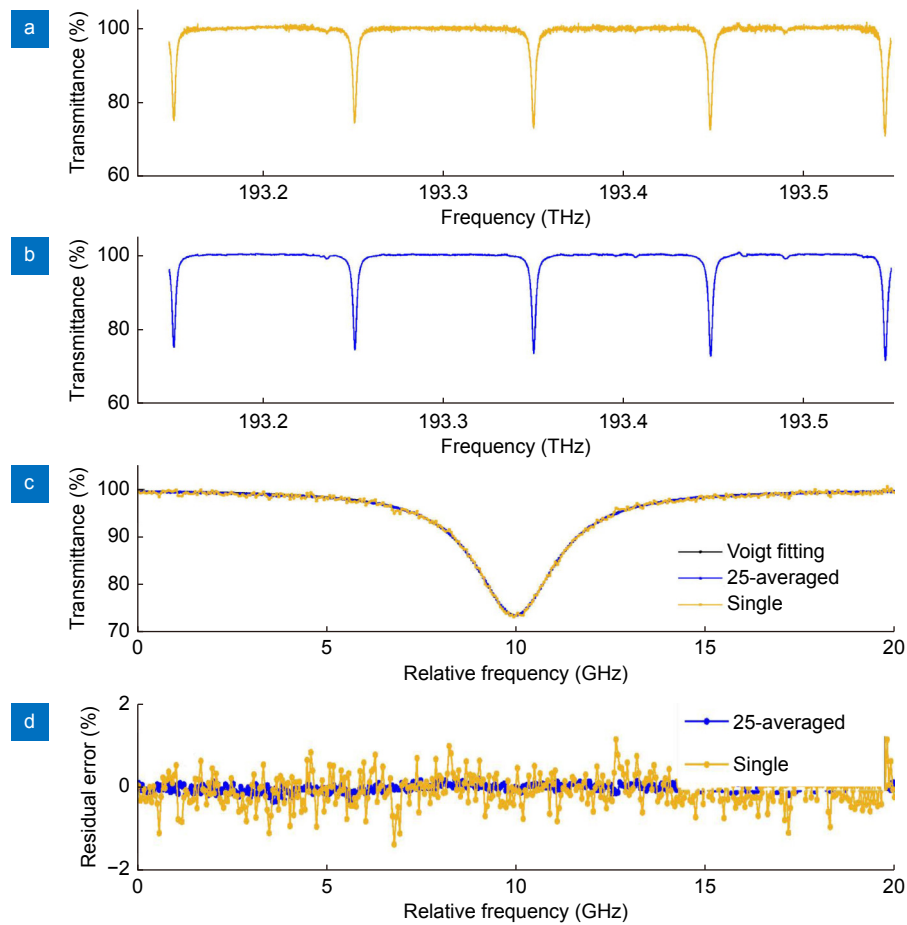 a
Transmittance (%)
100
80
60
193.2 193.3 193.4 193.5
Frequency (THz)
b
Transmittance (%)
100
80
60
193.2 193.3 193.4 193.5
Frequency (THz)
c
Transmittance (%)
100
90
80
70
Voigt fitting
25-averaged
Single
0 5 10 15 20
Relative frequency (GHz)
d
Residual error (%)
2
0
−2
25-averaged
Single
0 5 10 15 20
Relative frequency (GHz)